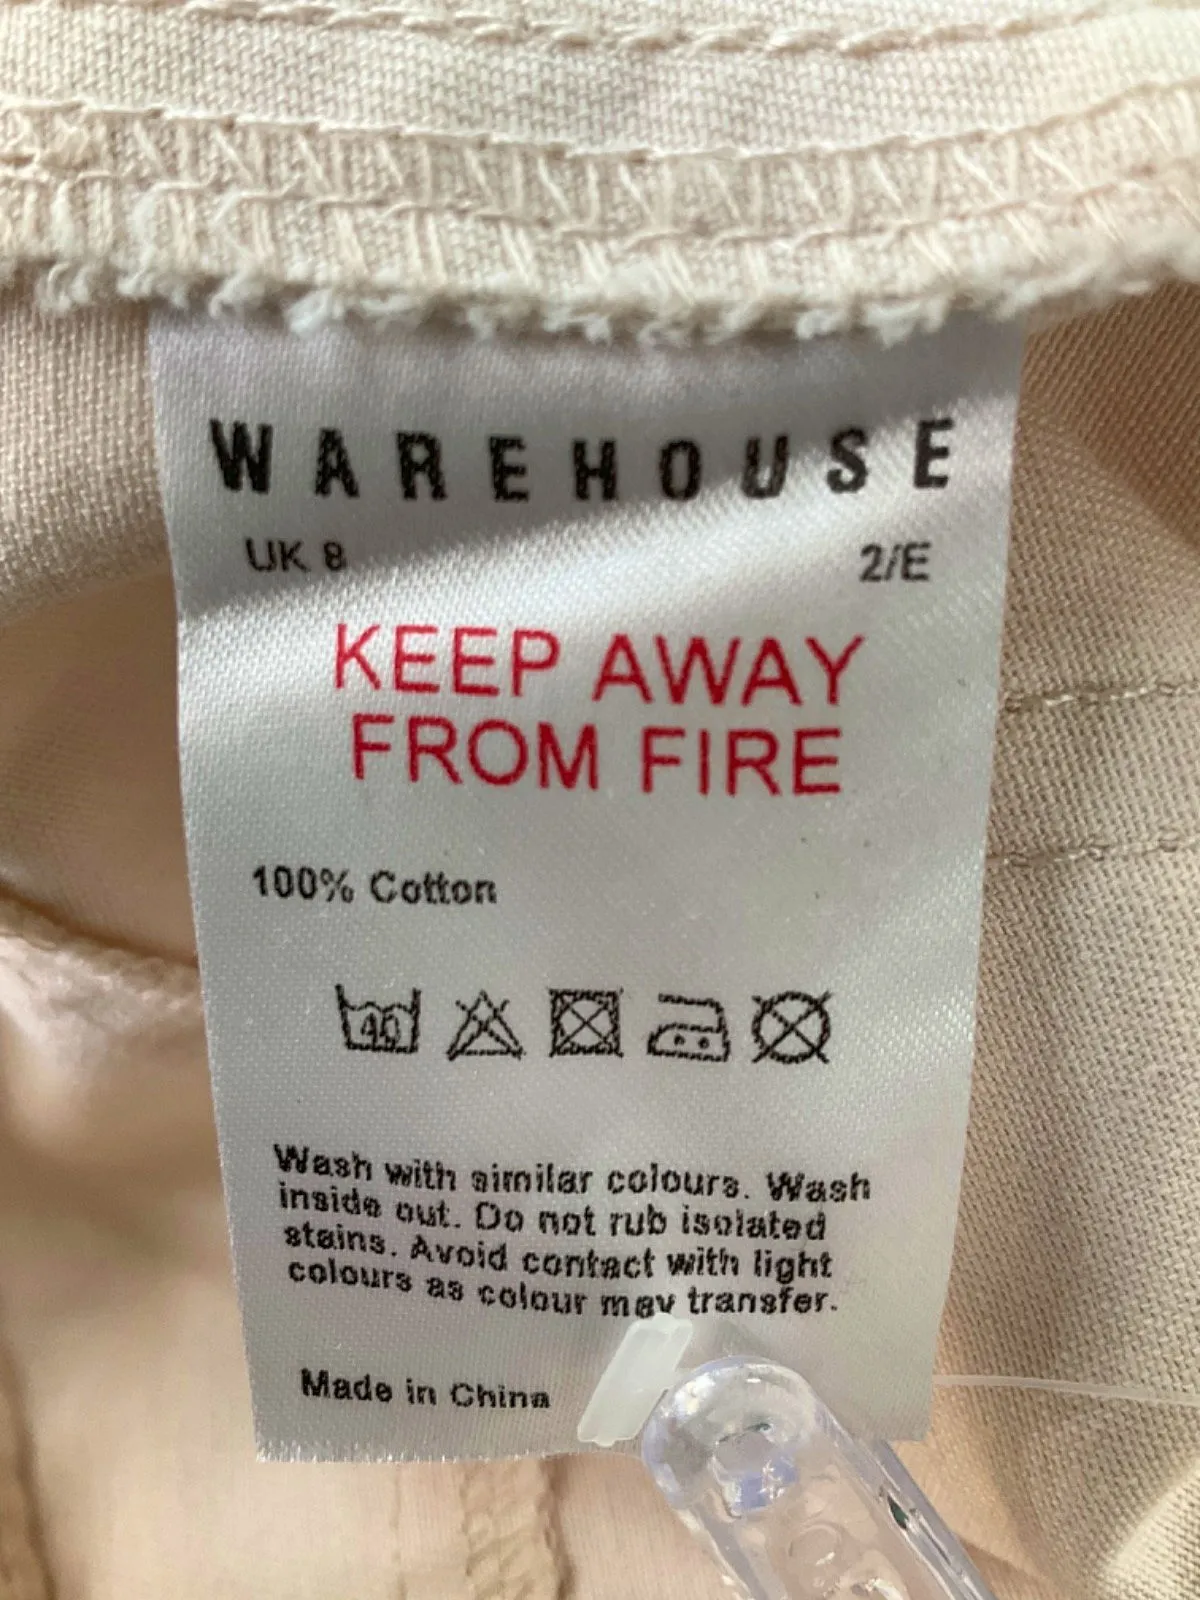 WAREHOUSE
UK 8 2/E
KEEP AWAY
FROM FIRE
100% Cotton
40
Wash with similar colours. Wash
inside out. Do not rub isolated
stains. Avoid contact with light
colours as colour may transfer.
Made in China